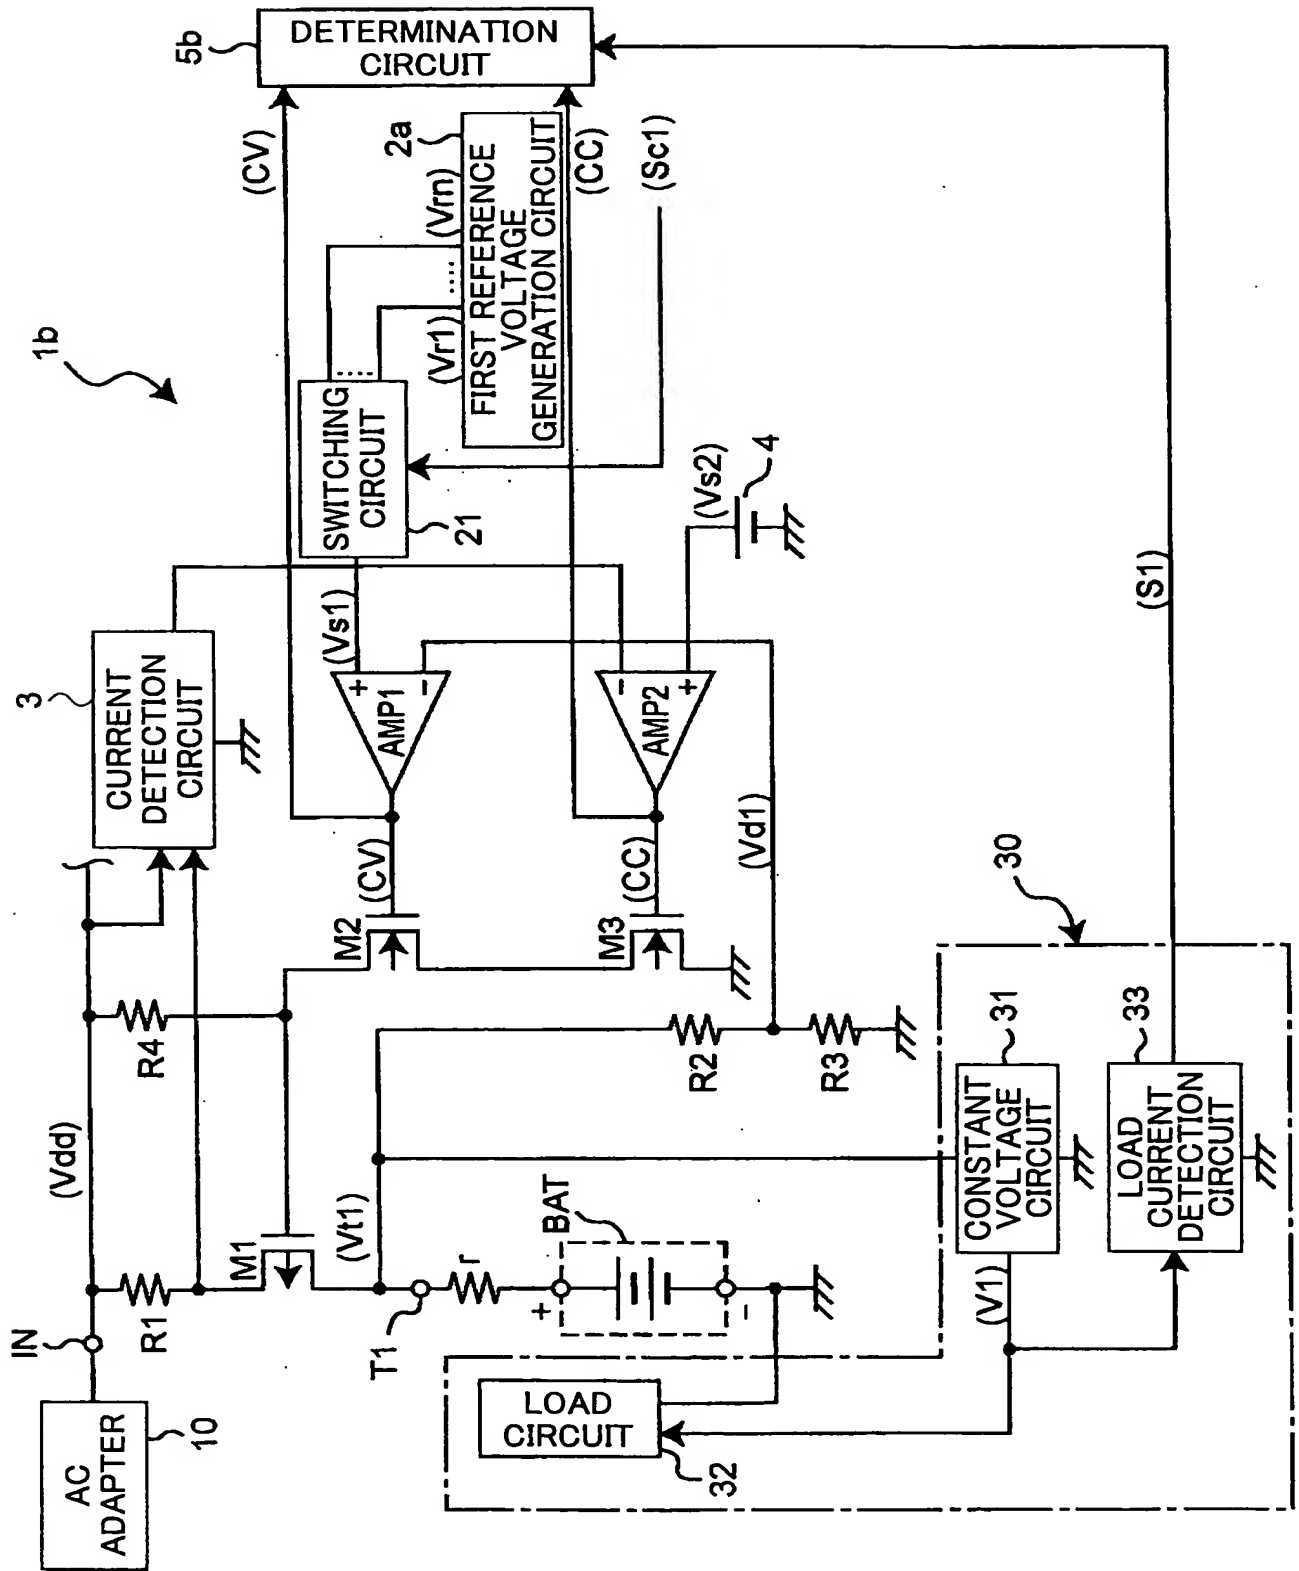 1b
AC
ADAPTER
10
IN
(Vdd)
R1
R4
M1
(Vt1)
T1
r
+
BAT
-
3
CURRENT
DETECTION
CIRCUIT
M2
(CV)
M3
(CC)
+
-
AMP1
-
+
AMP2
(Vs1)
(Vd1)
R2
R3
SWITCHING
CIRCUIT
21
.....
(Vr1)
.....
(Vrn)
2a
FIRST REFERENCE
VOLTAGE
GENERATION CIRCUIT
(CV)
(CC)
(Sc1)
(Vs2)
4
5b
DETERMINATION
CIRCUIT
(S1)
30
LOAD
CIRCUIT
32
(V1)
CONSTANT
VOLTAGE
CIRCUIT
31
LOAD
CURRENT
DETECTION
CIRCUIT
33